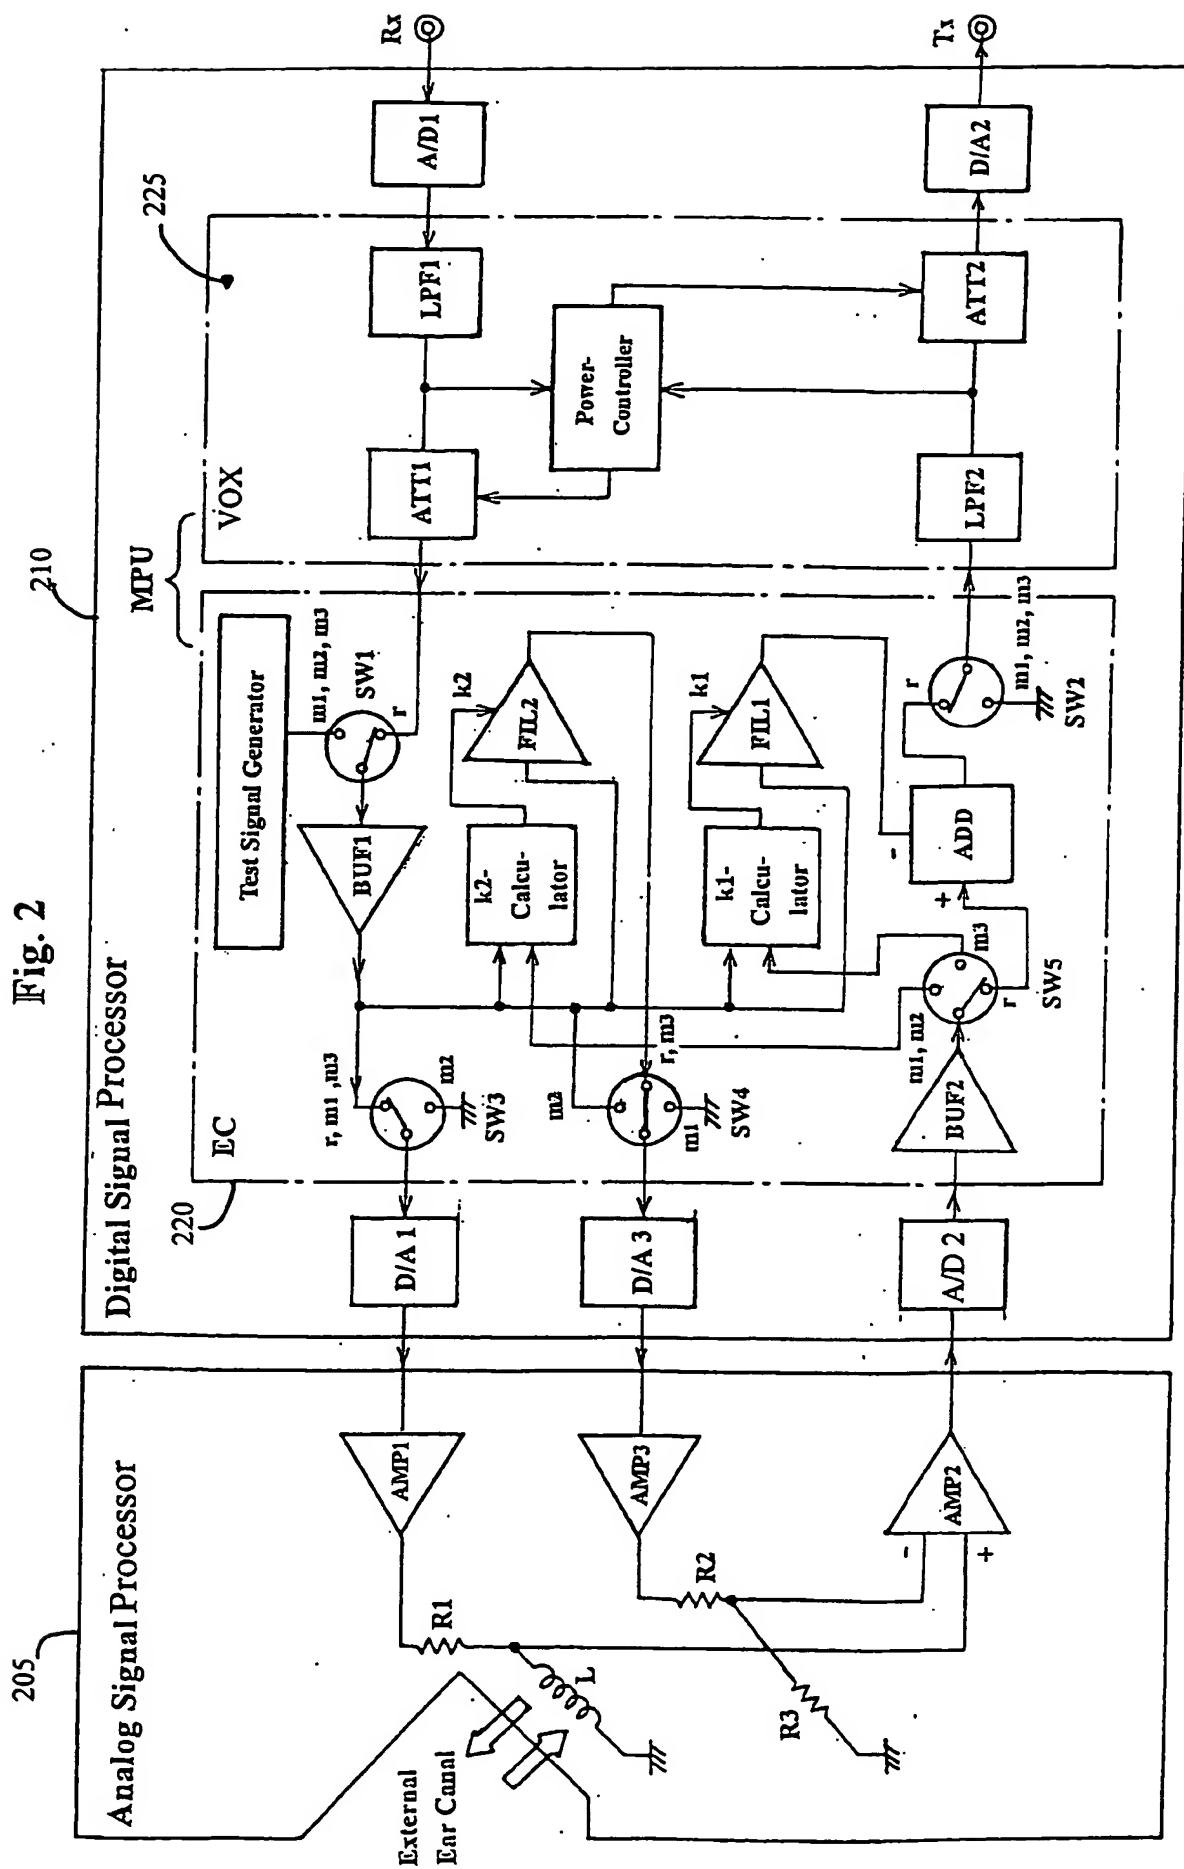 Fig. 2
205
Analog Signal Processor
External
Ear Canal
L
R1
R2
R3
AMP1
AMP3
AMP2
-
+
210
Digital Signal Processor
D/A 1
D/A 3
A/D 2
MPU
220
EC
Test Signal Generator
m1, m2, m3
SW1
r
BUF1
r, m1 ,m3
m2
SW3
k2-
Calcu-
lator
k2
FIL2
m2
r, m3
m1
SW4
k1-
Calcu-
lator
k1
FIL1
BUF2
m1, m2
m3
r
SW5
+
-
ADD
r
m1, m2, m3
SW2
225
VOX
ATT1
LPF1
Power-
Controller
LPF2
ATT2
A/D1
D/A2
Rx
Tx